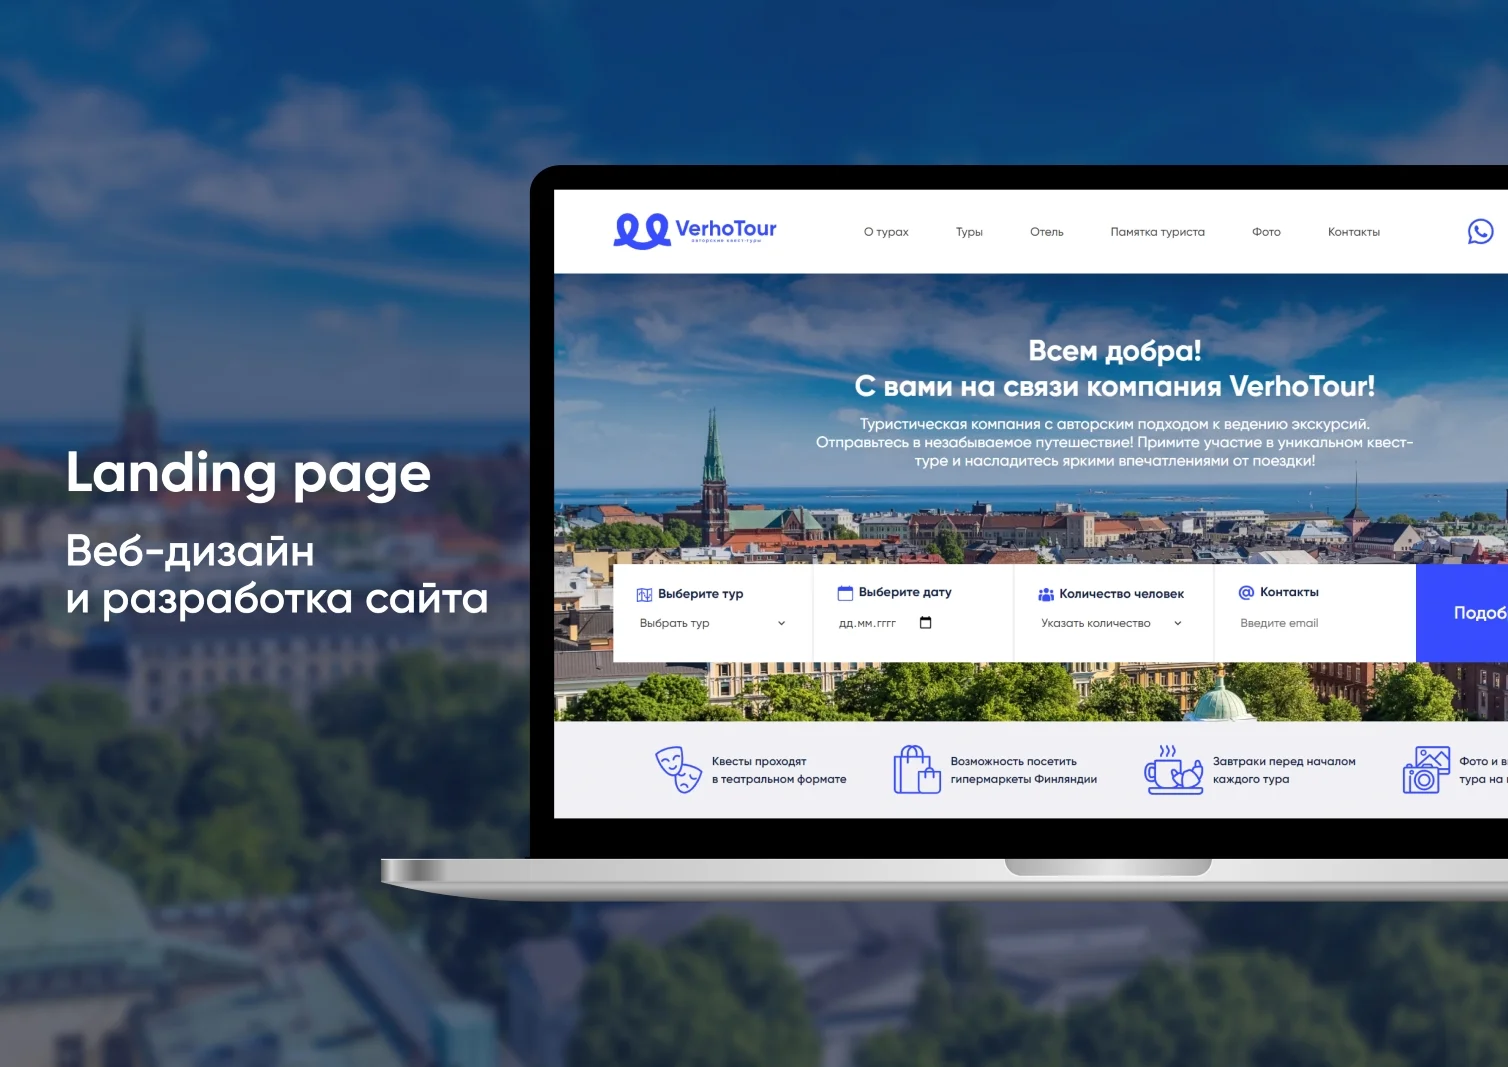 Landing page
Веб-дизайн
и разработка сайта
VerhoTour
авторские квест-туры
О турах
Туры
Отель
Памятка туриста
Фото
Контакты
Всем добра!
С вами на связи компания VerhoTour!
Туристическая компания с авторским подходом к ведению экскурсий.
Отправьтесь в незабываемое путешествие! Примите участие в уникальном квест-
туре и насладитесь яркими впечатлениями от поездки!
Выберите тур
Выбрать тур
Выберите дату
дд.мм.гггг
Количество человек
Указать количество
Контакты
Введите email
Квесты проходят
в театральном формате
Возможность посетить
гипермаркеты Финляндии
Завтраки перед началом
каждого тура
Фото и
тура на